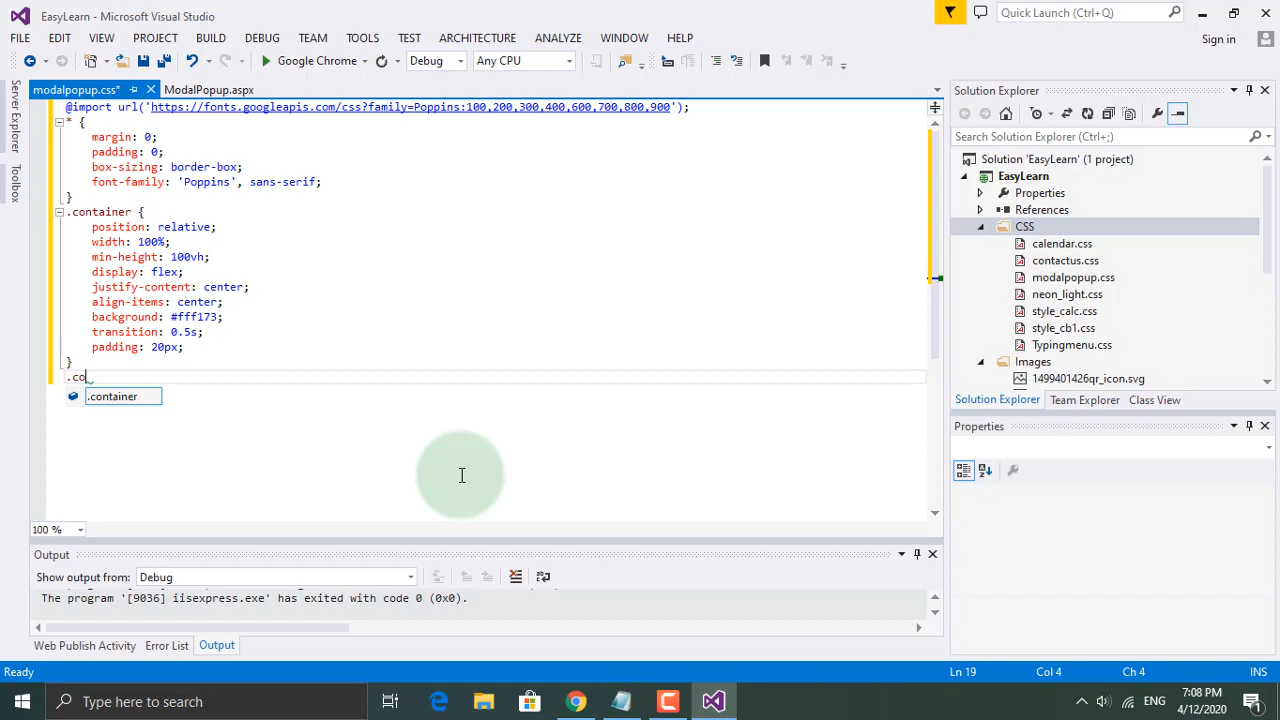 EasyLearn - Microsoft Visual Studio
Quick Launch (Ctrl+Q)
FILE EDIT VIEW PROJECT BUILD DEBUG TEAM TOOLS TEST ARCHITECTURE ANALYZE WINDOW HELP
Sign in
Google Chrome Debug Any CPU
Server Explorer
Toolbox
modalpopup.css*
ModalPopup.aspx
@import url('https://fonts.googleapis.com/css?family=Poppins:100,200,300,400,600,700,800,900');
* {
margin: 0;
padding: 0;
box-sizing: border-box;
font-family: 'Poppins', sans-serif;
}
.container {
position: relative;
width: 100%;
min-height: 100vh;
display: flex;
justify-content: center;
align-items: center;
background: #fff173;
transition: 0.5s;
padding: 20px;
}
.co
.container
100 %
Output
Show output from: Debug
The program '[9036] iisexpress.exe' has exited with code 0 (0x0).
Web Publish Activity Error List Output
Solution Explorer
Search Solution Explorer (Ctrl+;)
Solution 'EasyLearn' (1 project)
EasyLearn
Properties
References
CSS
calendar.css
contactus.css
modalpopup.css
neon_light.css
style_calc.css
style_cb1.css
Typingmenu.css
Images
1499401426qr_icon.svg
Solution Explorer Team Explorer Class View
Properties
Ready
Ln 19 Col 4 Ch 4 INS
Type here to search
ENG
7:08 PM
4/12/2020
1